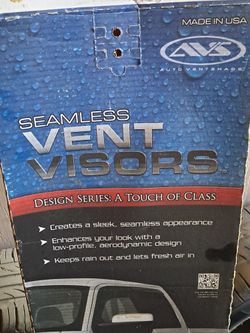 MADE IN USA
AVS
AUTO VENTSHADE
SEAMLESS
VENT
VISORS™
DESIGN SERIES: A TOUCH OF CLASS
Creates a sleek, seamless appearance
Enhances your look with a
low-profile, aerodynamic design
Keeps rain out and lets fresh air in